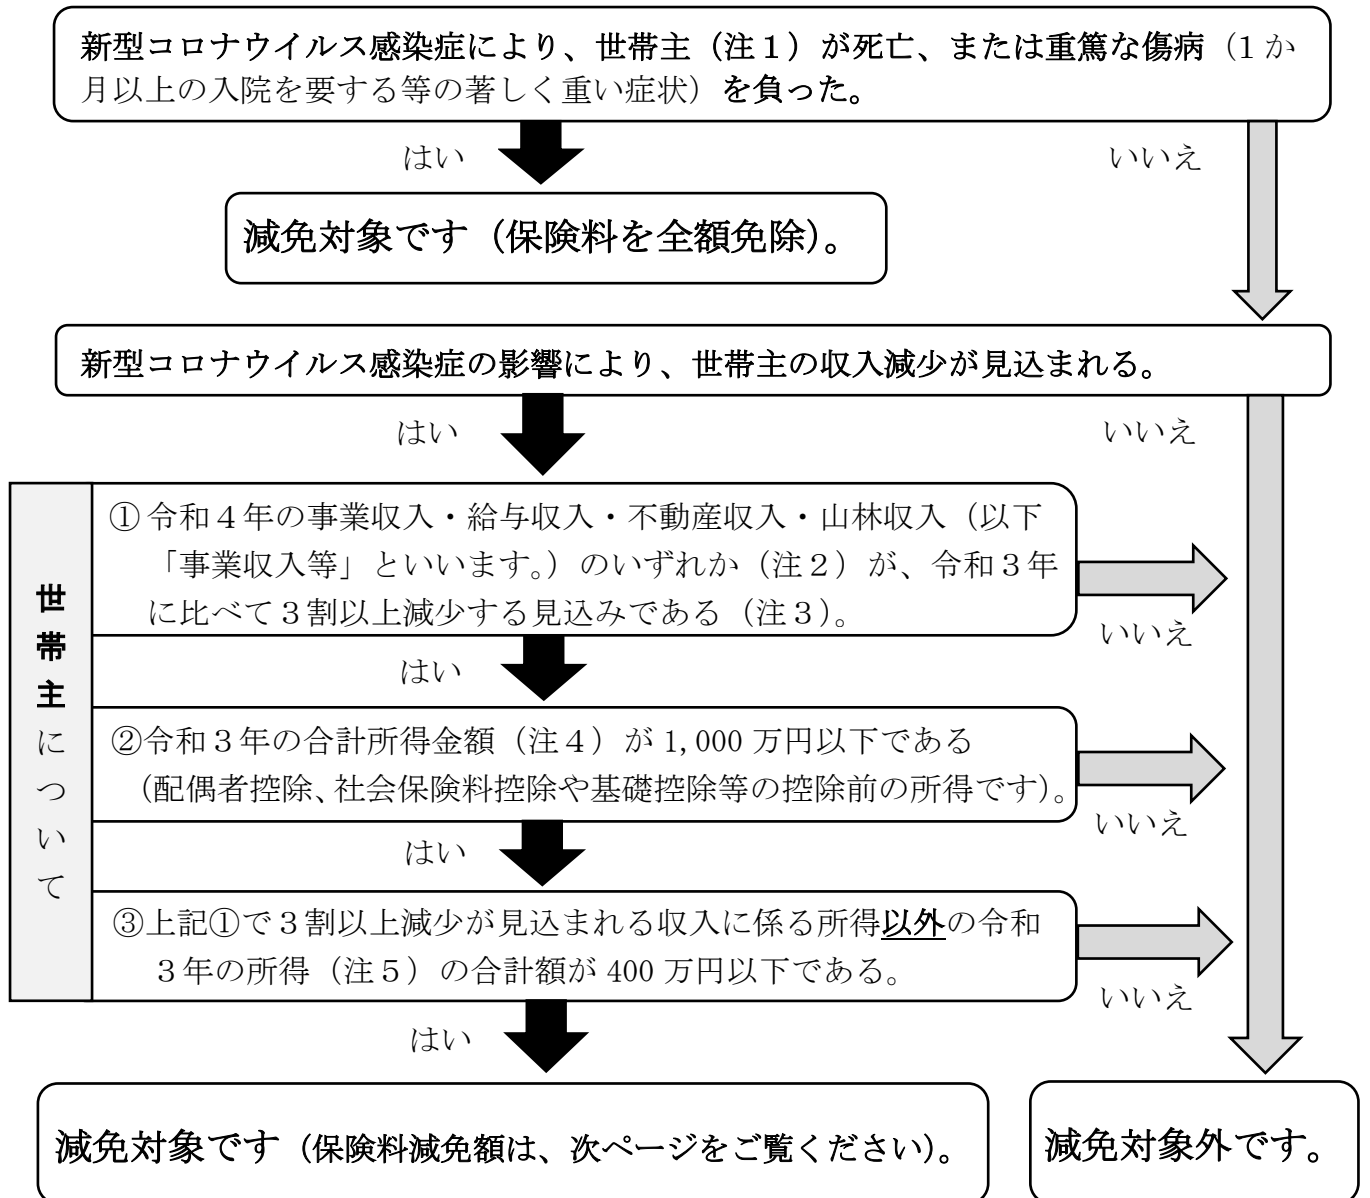 新型コロナウイルス感染症により、世帯主（注１）が死亡、または重篤な傷病（1 か
月以上の入院を要する等の著しく重い症状）を負った。
はい
いいえ
減免対象です（保険料を全額免除）。
新型コロナウイルス感染症の影響により、世帯主の収入減少が見込まれる。
はい
いいえ
世帯主について
①令和４年の事業収入・給与収入・不動産収入・山林収入（以下
「事業収入等」といいます。）のいずれか（注２）が、令和３年
に比べて３割以上減少する見込みである（注３）。
いいえ
はい
②令和３年の合計所得金額（注４）が 1,000 万円以下である
（配偶者控除、社会保険料控除や基礎控除等の控除前の所得です）。
いいえ
はい
③上記①で３割以上減少が見込まれる収入に係る所得以外の令和
３年の所得（注５）の合計額が 400 万円以下である。
いいえ
はい
減免対象です（保険料減免額は、次ページをご覧ください）。
減免対象外です。